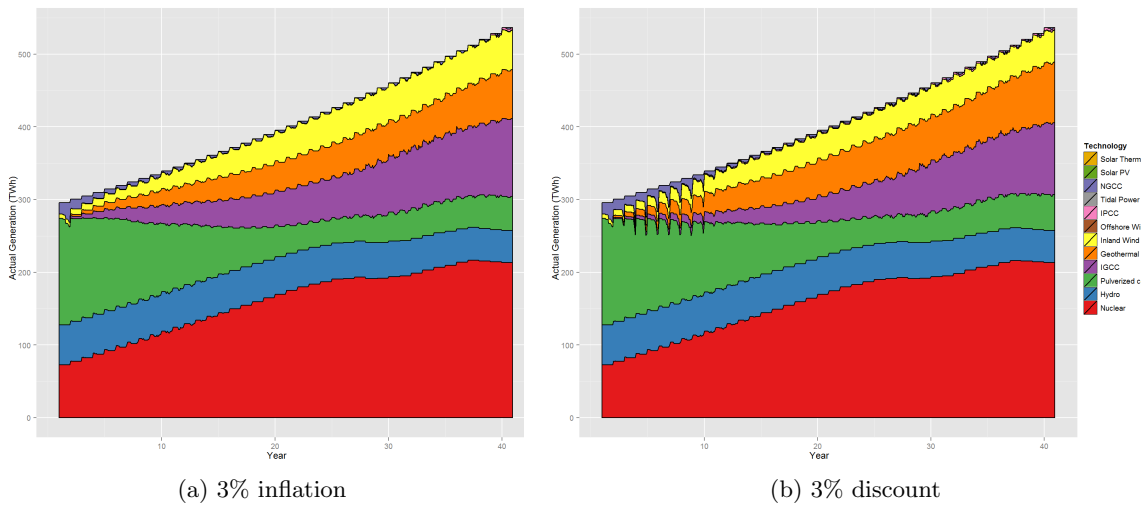 500
400
300
200
100
0
Actual Generation (TWh)
10
20
30
40
Year
(a) 3% inflation
500
400
300
200
100
0
Actual Generation (TWh)
10
20
30
40
Year
(b) 3% discount
Technology
Solar Therm
Solar PV
NGCC
Tidal Power
IPCC
Offshore Wi
Inland Wind
Geothermal
IGCC
Pulverized c
Hydro
Nuclear